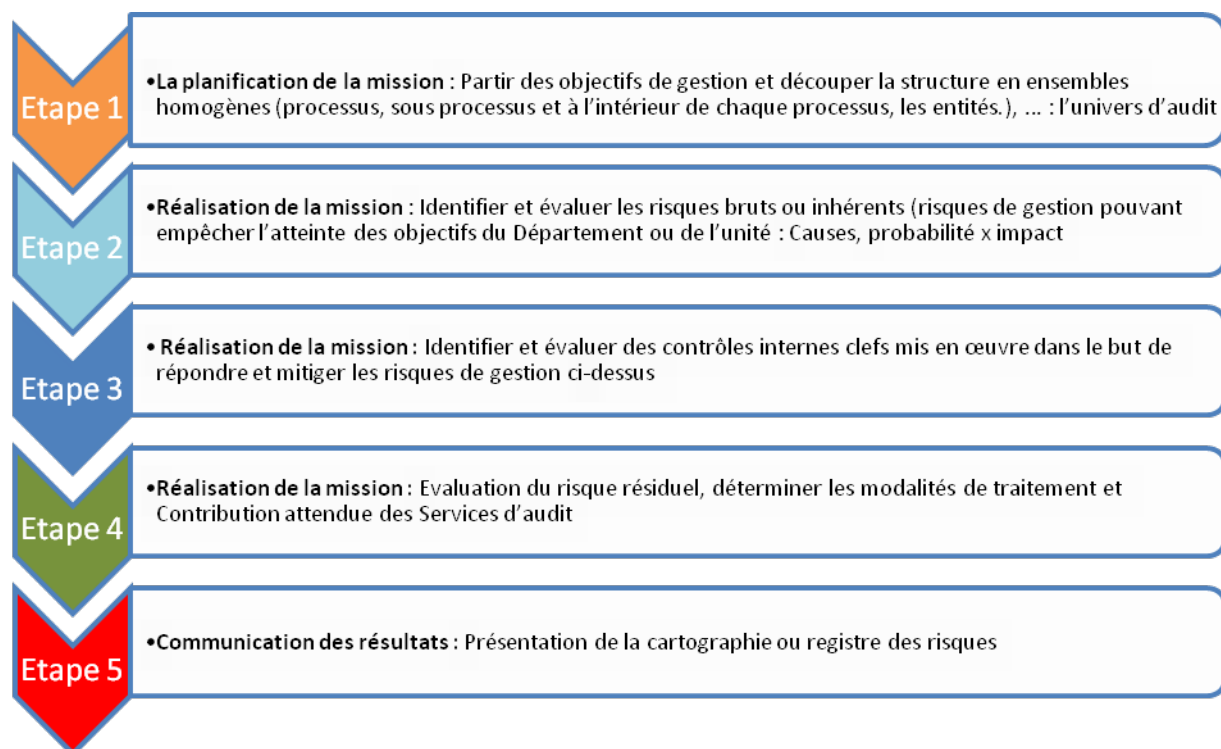 Etape 1
•La planification de la mission : Partir des objectifs de gestion et découper la structure en ensembles
homogènes (processus, sous processus et à l'intérieur de chaque processus, les entités.), ... : l'univers d'audit
Etape 2
•Réalisation de la mission : Identifier et évaluer les risques bruts ou inhérents (risques de gestion pouvant
empêcher l'atteinte des objectifs du Département ou de l'unité : Causes, probabilité x impact
Etape 3
• Réalisation de la mission : Identifier et évaluer des contrôles internes clefs mis en œuvre dans le but de
répondre et mitiger les risques de gestion ci-dessus
Etape 4
•Réalisation de la mission : Evaluation du risque résiduel, déterminer les modalités de traitement et
Contribution attendue des Services d'audit
Etape 5
•Communication des résultats : Présentation de la cartographie ou registre des risques